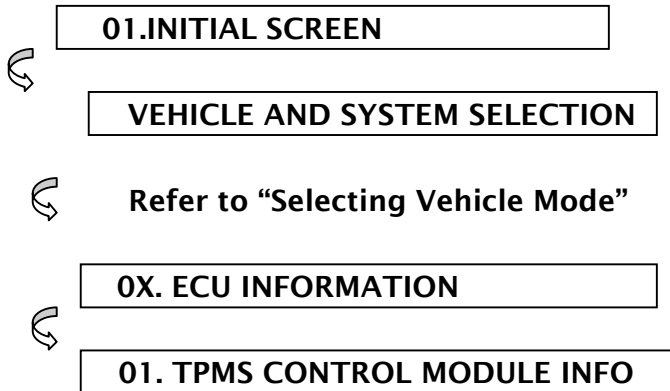 01.INITIAL SCREEN
VEHICLE AND SYSTEM SELECTION
Refer to “Selecting Vehicle Mode”
0X. ECU INFORMATION
01. TPMS CONTROL MODULE INFO